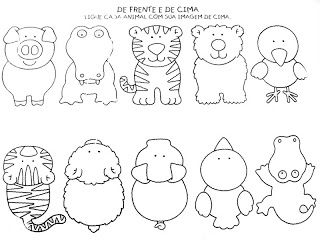 DE FRENTE E DE CIMA
LIGUE CADA ANIMAL COM SUA IMAGEM DE CIMA.